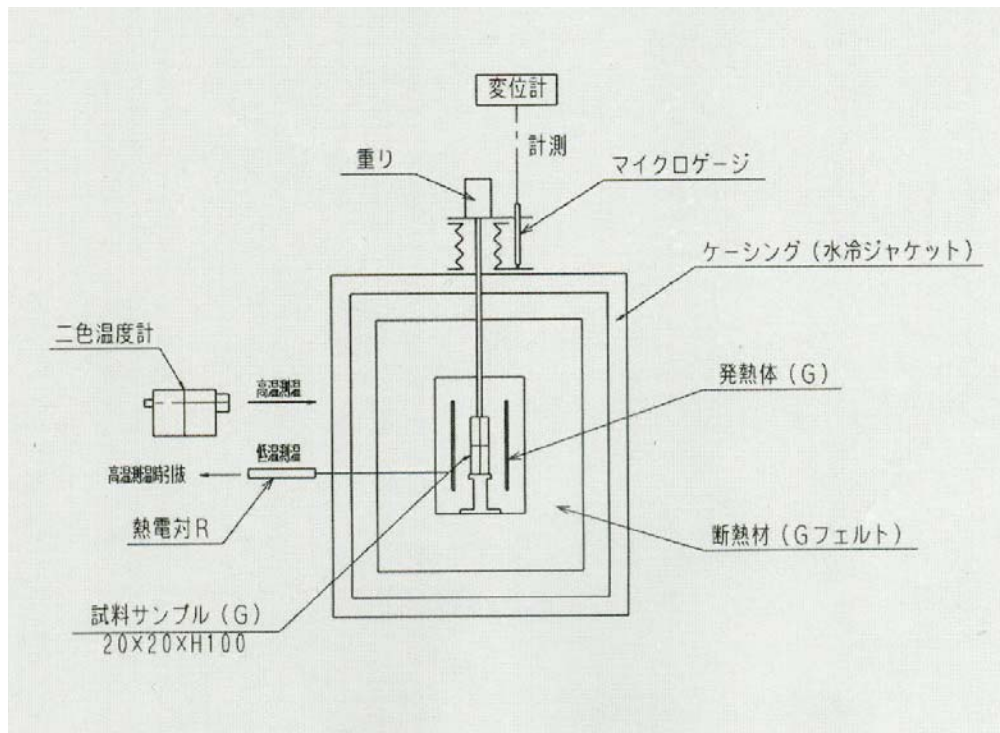 変位計
計測
重り
マイクロゲージ
ケーシング（水冷ジャケット）
二色温度計
高温測温
発熱体（G）
低温測温
高温測温時引抜
熱電対R
断熱材（Gフェルト）
試料サンプル（G）
20X20XH100